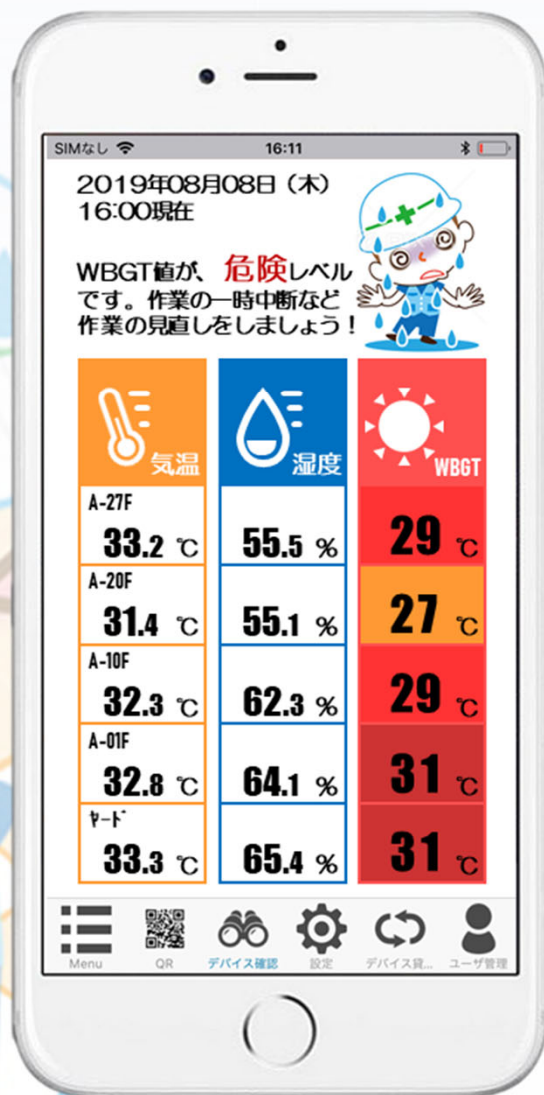 SIMなし 16:11
2019年08月08日（木）
16:00現在
WBGT値が、危険レベル
です。作業の一時中断など
作業の見直しをしましょう！
気温 湿度 WBGT
A-27F
33.2 ℃ 55.5 % 29 ℃
A-20F
31.4 ℃ 55.1 % 27 ℃
A-10F
32.3 ℃ 62.3 % 29 ℃
A-01F
32.8 ℃ 64.1 % 31 ℃
ﾔｰﾄﾞ
33.3 ℃ 65.4 % 31 ℃
Menu QR デバイス確認 設定 デバイス貸... ユーザ管理